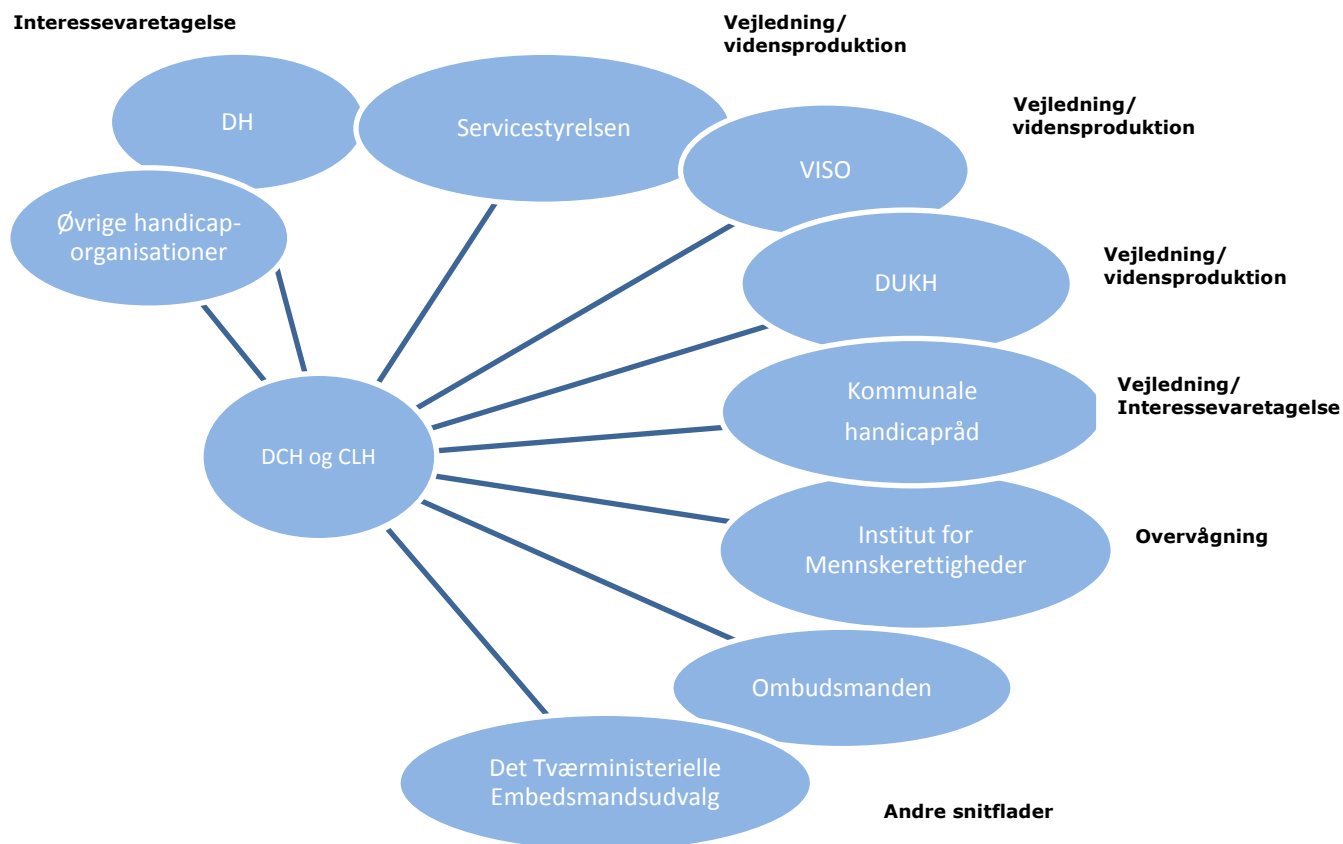 Interessevaretagelse
Vejledning/
vidensproduktion
DH
Servicestyrelsen
Vejledning/
vidensproduktion
VISO
Øvrige handicap-
organisationer
DUKH
Vejledning/
vidensproduktion
Kommunale
handicapråd
Vejledning/
Interessevaretagelse
DCH og CLH
Institut for
Mennskerettigheder
Overvågning
Ombudsmanden
Det Tværministerielle
Embedsmandsudvalg
Andre snitflader